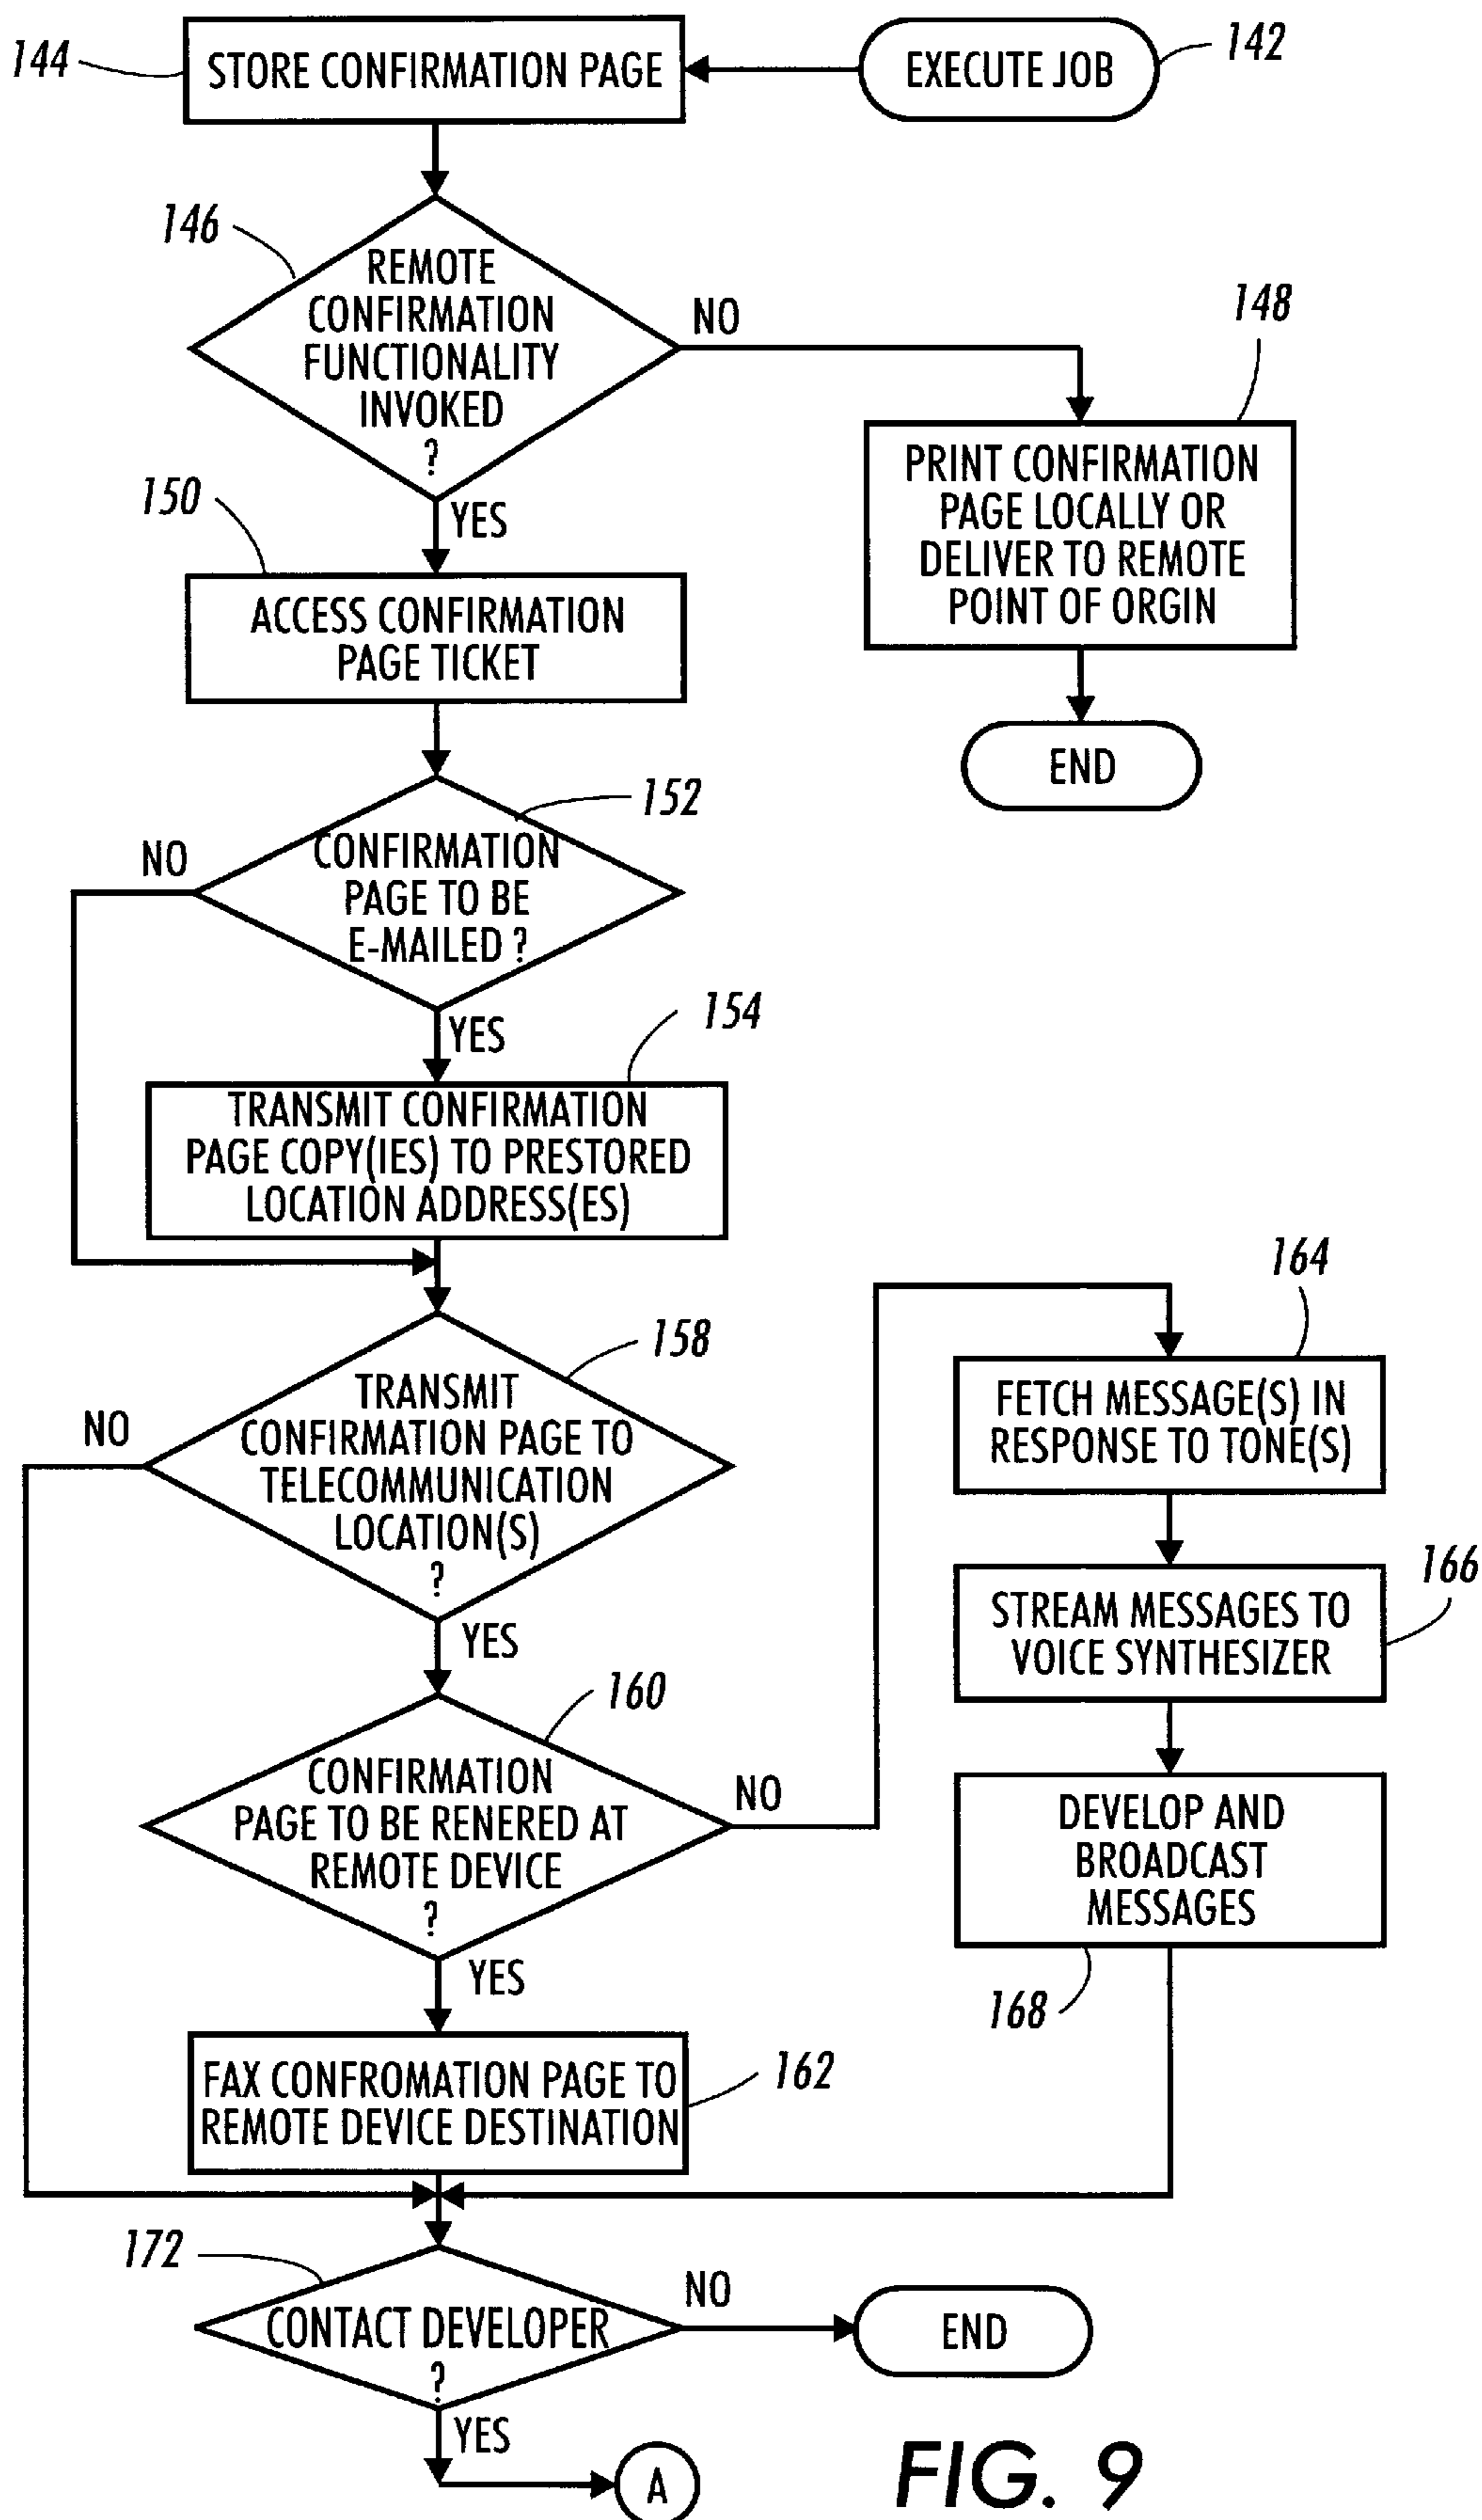 144
STORE CONFIRMATION PAGE
EXECUTE JOB
142
146
REMOTE
CONFIRMATION
FUNCTIONALITY
INVOKED
?
NO
148
PRINT CONFIRMATION
PAGE LOCALLY OR
DELIVER TO REMOTE
POINT OF ORGIN
END
YES
150
ACCESS CONFIRMATION
PAGE TICKET
152
CONFIRMATION
PAGE TO BE
E-MAILED ?
NO
YES
154
TRANSMIT CONFIRMATION
PAGE COPY(IES) TO PRESTORED
LOCATION ADDRESS(ES)
158
TRANSMIT
CONFIRMATION PAGE TO
TELECOMMUNICATION
LOCATION(S)
?
NO
YES
160
CONFIRMATION
PAGE TO BE RENERED AT
REMOTE DEVICE
?
NO
YES
164
FETCH MESSAGE(S) IN
RESPONSE TO TONE(S)
166
STREAM MESSAGES TO
VOICE SYNTHESIZER
DEVELOP AND
BROADCAST
MESSAGES
168
FAX CONFROMATION PAGE TO
REMOTE DEVICE DESTINATION
162
172
CONTACT DEVELOPER
?
NO
END
YES
A
FIG. 9